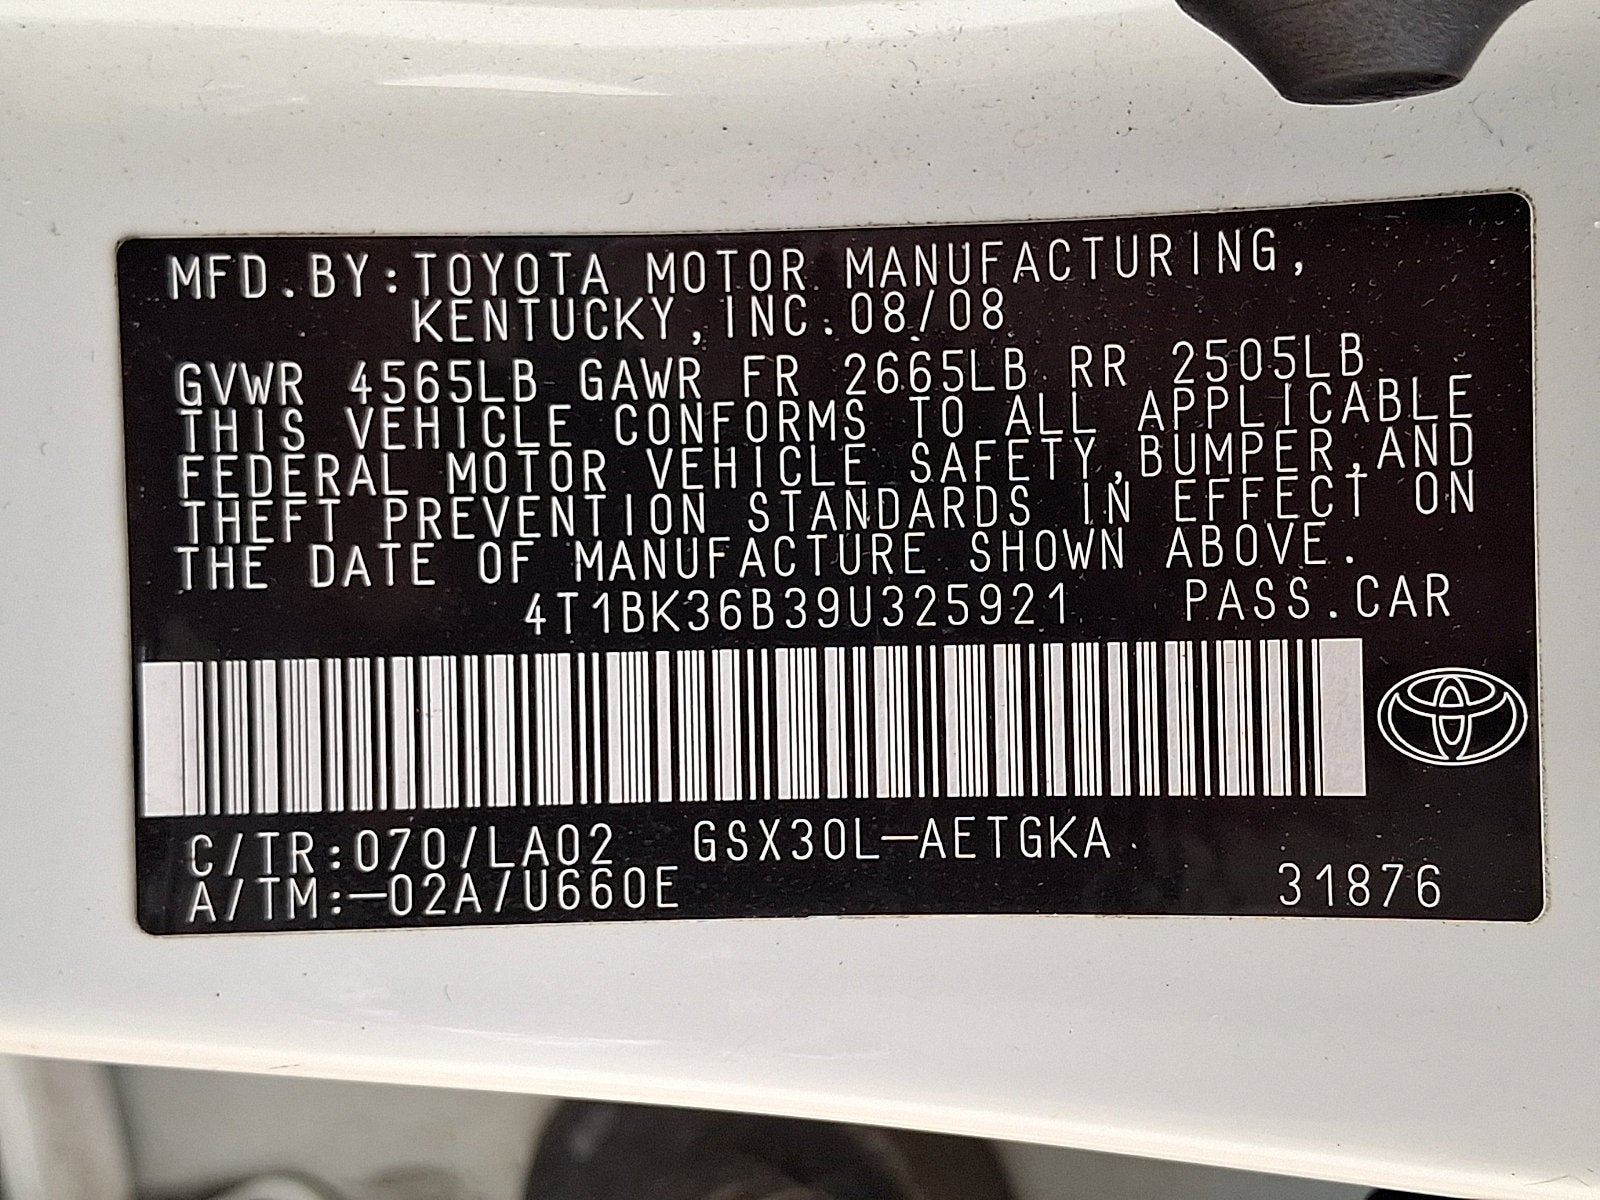 MFD.BY:TOYOTA MOTOR MANUFACTURING,
KENTUCKY,INC.08/08
GVWR 4565LB GAWR FR 2665LB RR 2505LB
THIS VEHICLE CONFORMS TO ALL APPLICABLE
FEDERAL MOTOR VEHICLE SAFETY,BUMPER,AND
THEFT PREVENTION STANDARDS IN EFFECT ON
THE DATE OF MANUFACTURE SHOWN ABOVE.
4T1BK36B39U325921 PASS.CAR
C/TR:070/LA02 GSX30L-AETGKA
A/TM:-02A/U660E 31876